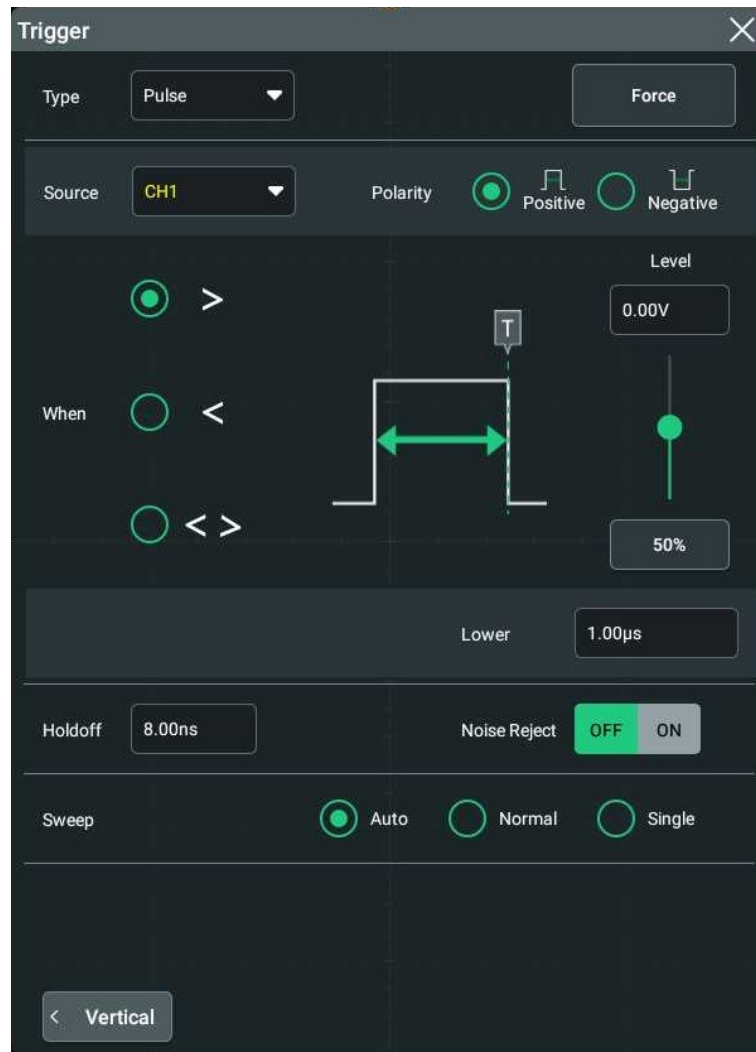 Trigger
Type Pulse Force
Source CH1 Polarity Positive Negative
Level
> 0.00V
T
When <
< >
50%
Lower 1.00µs
Holdoff 8.00ns Noise Reject OFF ON
Sweep Auto Normal Single
< Vertical